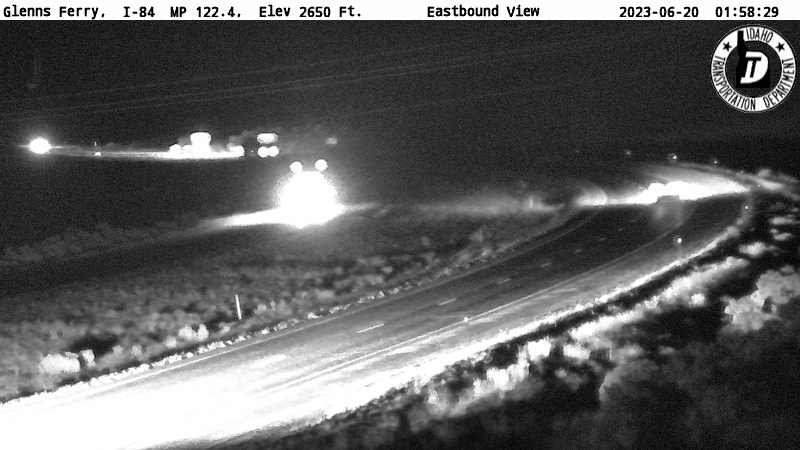 Glenns Ferry, I-84 MP 122.4, Elev 2650 Ft. Eastbound View 2023-06-20 01:58:29
IDAHO
TRANSPORTATION DEPARTMENT